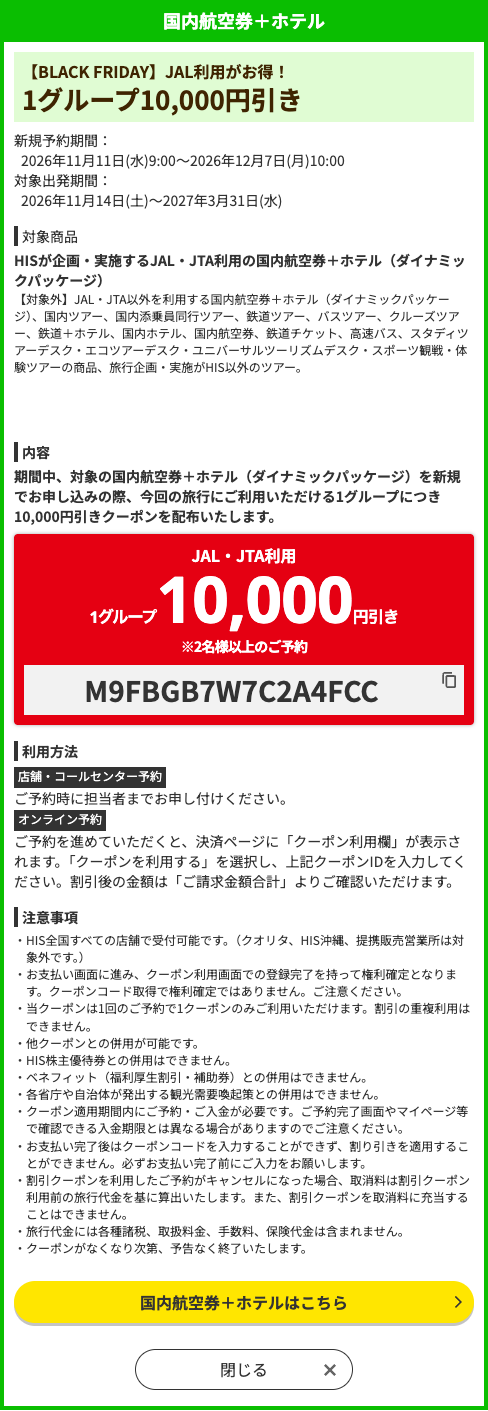 国内航空券＋ホテル
【BLACK FRIDAY】JAL利用がお得！
1グループ10,000円引き
新規予約期間：
2026年11月11日(水)9:00〜2026年12月7日(月)10:00
対象出発期間：
2026年11月14日(土)〜2027年3月31日(水)
対象商品
HISが企画・実施するJAL・JTA利用の国内航空券＋ホテル（ダイナミッ
クパッケージ）
【対象外】JAL・JTA以外を利用する国内航空券＋ホテル（ダイナミックパッケー
ジ）、国内ツアー、国内添乗員同行ツアー、鉄道ツアー、バスツアー、クルーズツア
ー、鉄道＋ホテル、国内ホテル、国内航空券、鉄道チケット、高速バス、スタディツ
アーデスク・エコツアーデスク・ユニバーサルツーリズムデスク・スポーツ観戦・体
験ツアーの商品、旅行企画・実施がHIS以外のツアー。
内容
期間中、対象の国内航空券＋ホテル（ダイナミックパッケージ）を新規
でお申し込みの際、今回の旅行にご利用いただける1グループにつき
10,000円引きクーポンを配布いたします。
JAL・JTA利用
1グループ10,000円引き
※2名様以上のご予約
M9FBGB7W7C2A4FCC
利用方法
店舗・コールセンター予約
ご予約時に担当者までお申し付けください。
オンライン予約
ご予約を進めていただくと、決済ページに「クーポン利用欄」が表示さ
れます。「クーポンを利用する」を選択し、上記クーポンIDを入力してく
ださい。割引後の金額は「ご請求金額合計」よりご確認いただけます。
注意事項
・HIS全国すべての店舗で受付可能です。（クオリタ、HIS沖縄、提携販売営業所は対
象外です。）
・お支払い画面に進み、クーポン利用画面での登録完了を持って権利確定となりま
す。クーポンコード取得で権利確定ではありません。ご注意ください。
・当クーポンは1回のご予約で1クーポンのみご利用いただけます。割引の重複利用は
できません。
・他クーポンとの併用が可能です。
・HIS株主優待券との併用はできません。
・ベネフィット（福利厚生割引・補助券）との併用はできません。
・各省庁や自治体が発出する観光需要喚起策との併用はできません。
・クーポン適用期間内にご予約・ご入金が必要です。ご予約完了画面やマイページ等
で確認できる入金期限とは異なる場合がありますのでご注意ください。
・お支払い完了後はクーポンコードを入力することができず、割り引きを適用するこ
とができません。必ずお支払い完了前にご入力をお願いします。
・割引クーポンを利用したご予約がキャンセルになった場合、取消料は割引クーポン
利用前の旅行代金を基に算出いたします。また、割引クーポンを取消料に充当する
ことはできません。
・旅行代金には各種諸税、取扱料金、手数料、保険代金は含まれません。
・クーポンがなくなり次第、予告なく終了いたします。
国内航空券＋ホテルはこちら
閉じる